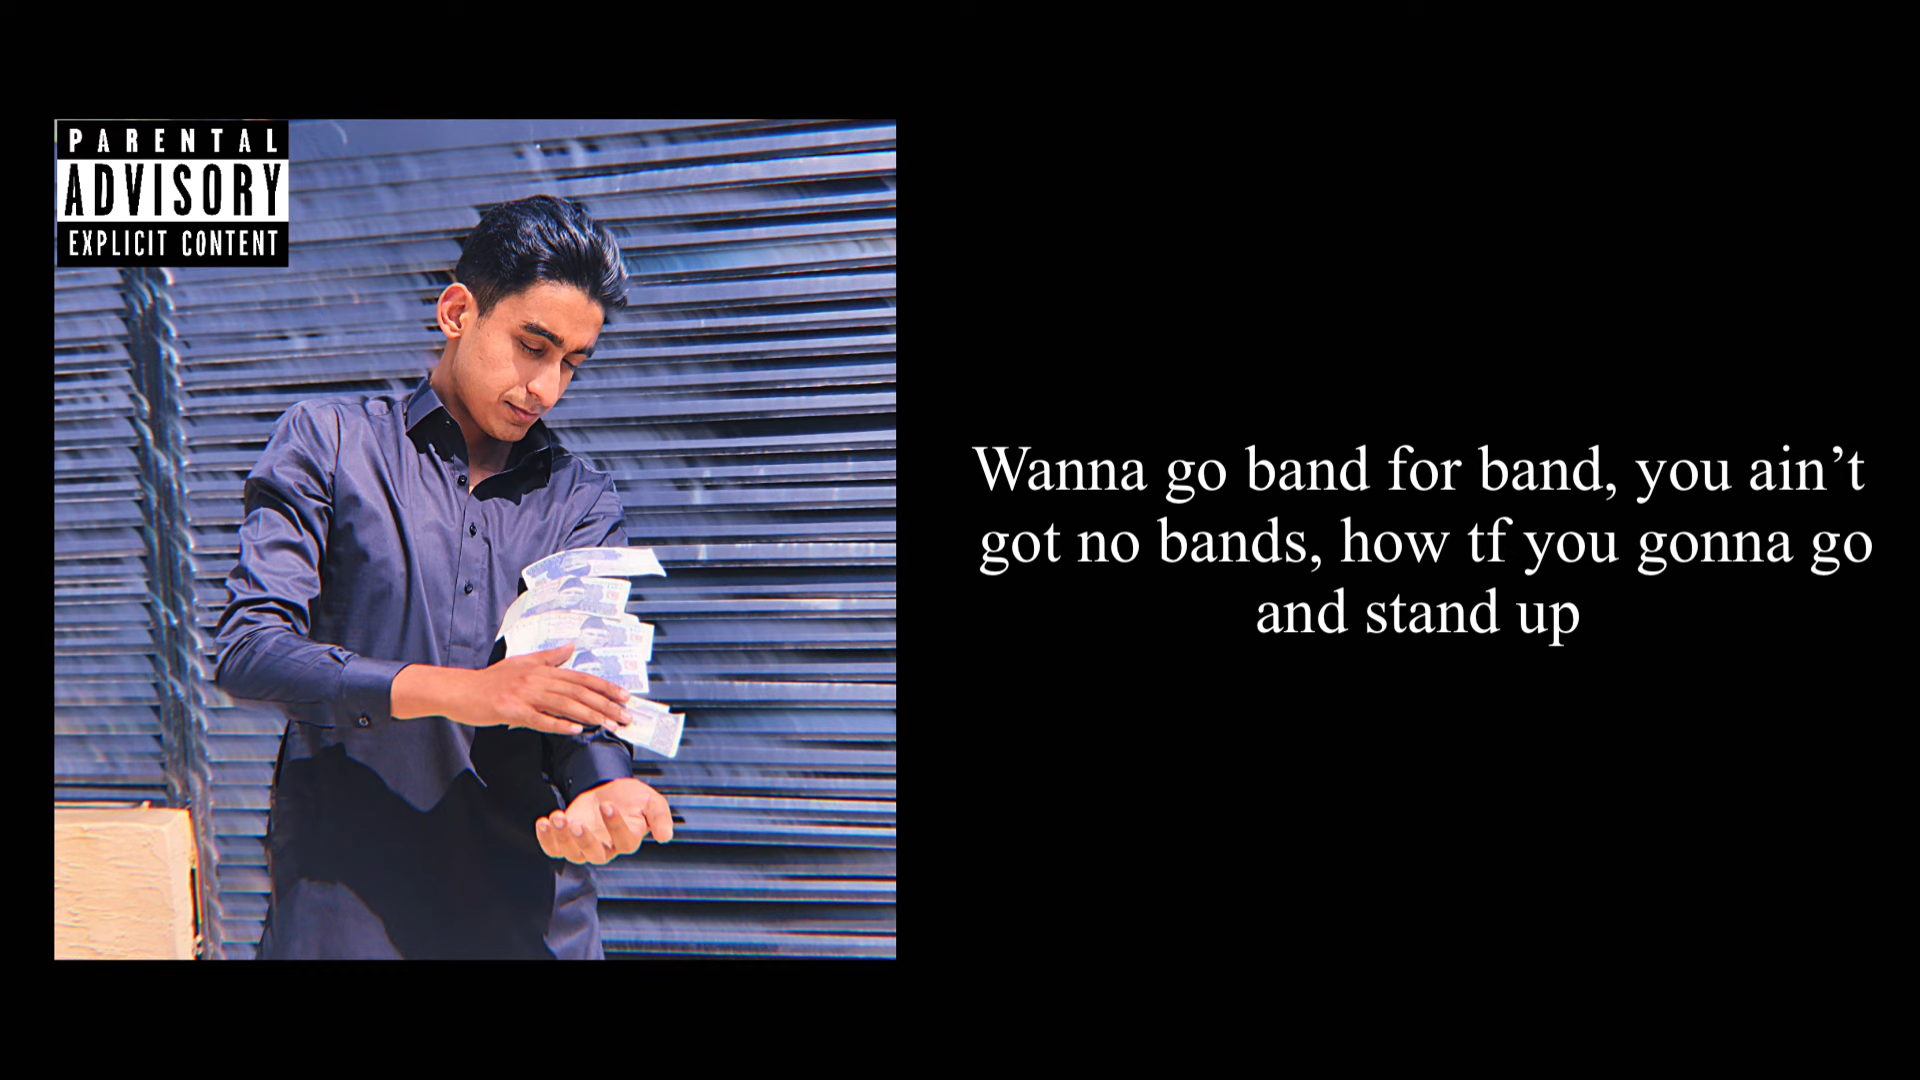 PARENTAL
ADVISORY
EXPLICIT CONTENT
Wanna go band for band, you ain’t
got no bands, how tf you gonna go
and stand up